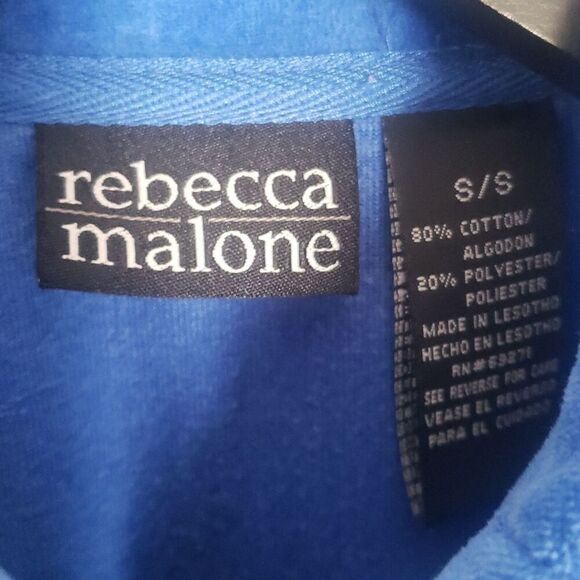 rebecca
malone
S/S
80% COTTON/
ALGODON
20% POLYESTER/
POLIESTER
MADE IN LESOTHO
HECHO EN LESOTHO
RN#69271
SEE REVERSE FOR CARE
VEASE EL REVERSO
PARA EL CUIDADO